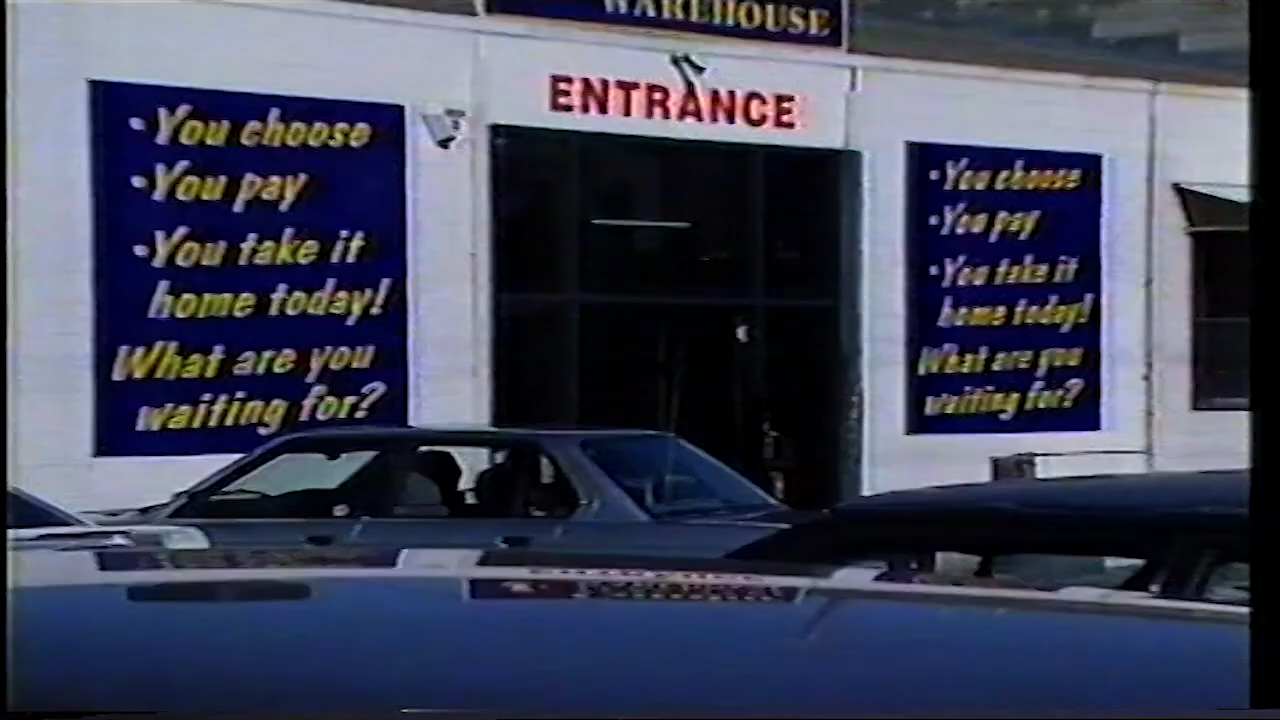 WAREHOUSE
ENTRANCE
•You choose
•You pay
•You take it
home today!
What are you
waiting for?
•You choose
•You pay
•You take it
home today!
What are you
waiting for?